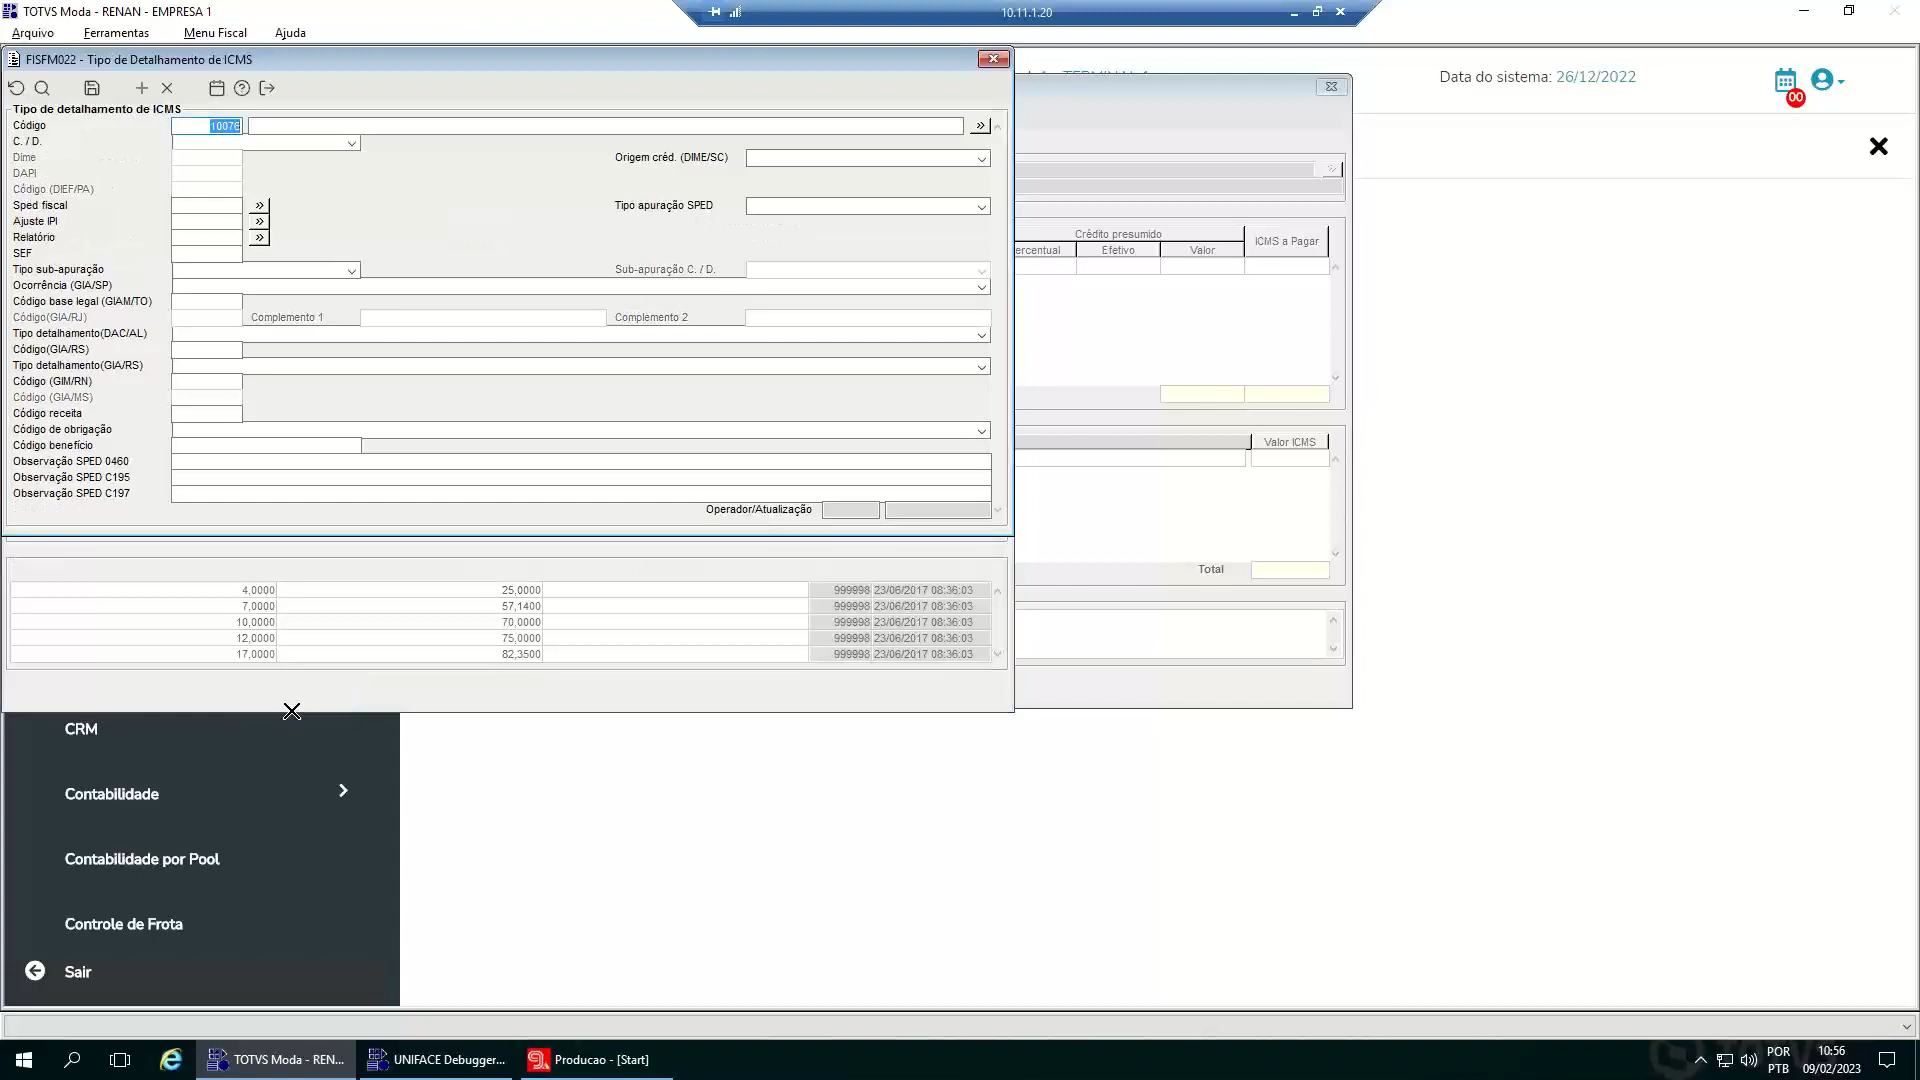 TOTVS Moda - RENAN - EMPRESA 1
10.11.1.20
Arquivo Ferramentas Menu Fiscal Ajuda
FISFM022 - Tipo de Detalhamento de ICMS
Data do sistema: 26/12/2022
00
Tipo de detalhamento de ICMS
Código 10076
C. / D.
Dime Origem créd. (DIME/SC)
DAPI
Código (DIEF/PA)
Sped fiscal Tipo apuração SPED
Ajuste IPI
Relatório
SEF
Tipo sub-apuração Sub-apuração C. / D.
Ocorrência (GIA/SP)
Código base legal (GIAM/TO)
Código(GIA/RJ) Complemento 1 Complemento 2
Tipo detalhamento(DAC/AL)
Código(GIA/RS)
Tipo detalhamento(GIA/RS)
Código (GIM/RN)
Código (GIA/MS)
Código receita
Código de obrigação
Código benefício
Observação SPED 0460
Observação SPED C195
Observação SPED C197
Operador/Atualização
Crédito presumido
ICMS a Pagar
ercentual Efetivo Valor
Valor ICMS
Total
4,0000 25,0000 999998 23/06/2017 08:36:03
7,0000 57,1400 999998 23/06/2017 08:36:03
10,0000 70,0000 999998 23/06/2017 08:36:03
12,0000 75,0000 999998 23/06/2017 08:36:03
17,0000 82,3500 999998 23/06/2017 08:36:03
CRM
Contabilidade
Contabilidade por Pool
Controle de Frota
Sair
TOTVS Moda - REN... UNIFACE Debugger... Producao - [Start]
POR
PTB
10:56
09/02/2023